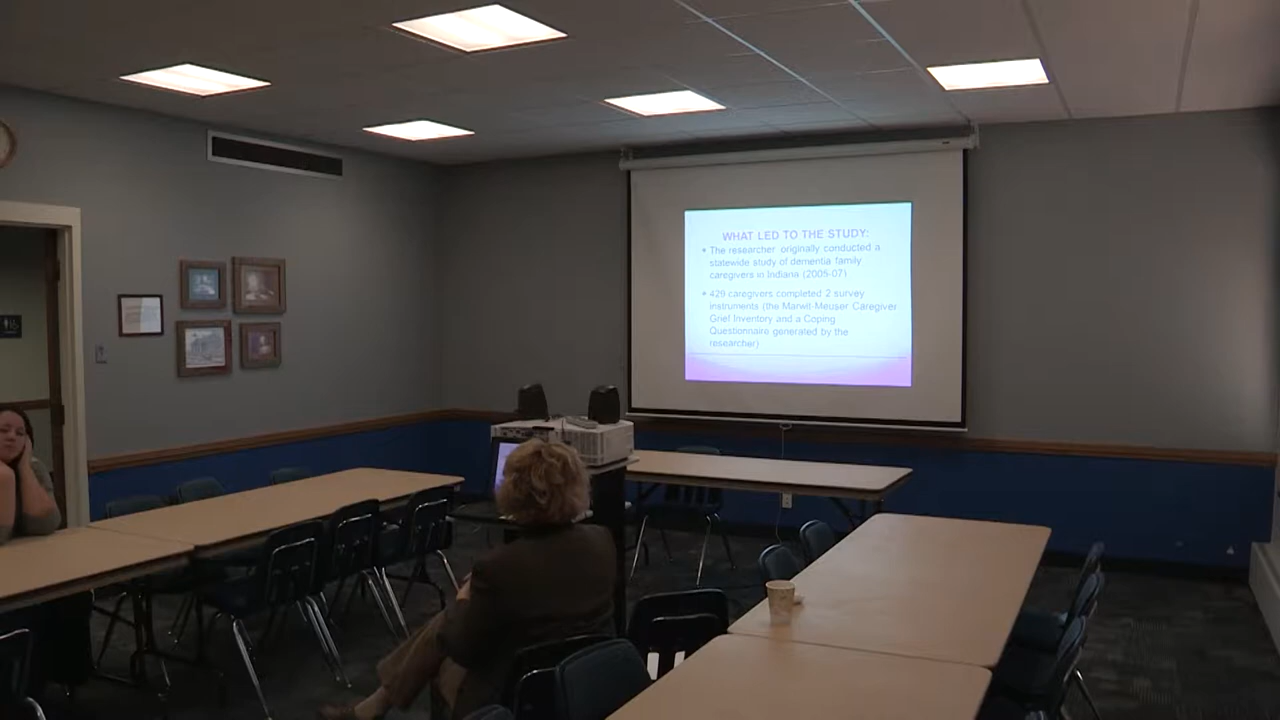 WHAT LED TO THE STUDY:
• The researcher originally conducted a
statewide study of dementia family
caregivers in Indiana (2005-07)
• 426 caregivers completed 2 survey
instruments (the Marwit-Meuser Caregiver
Grief Inventory and a Coping
Questionnaire generated by the
researcher)